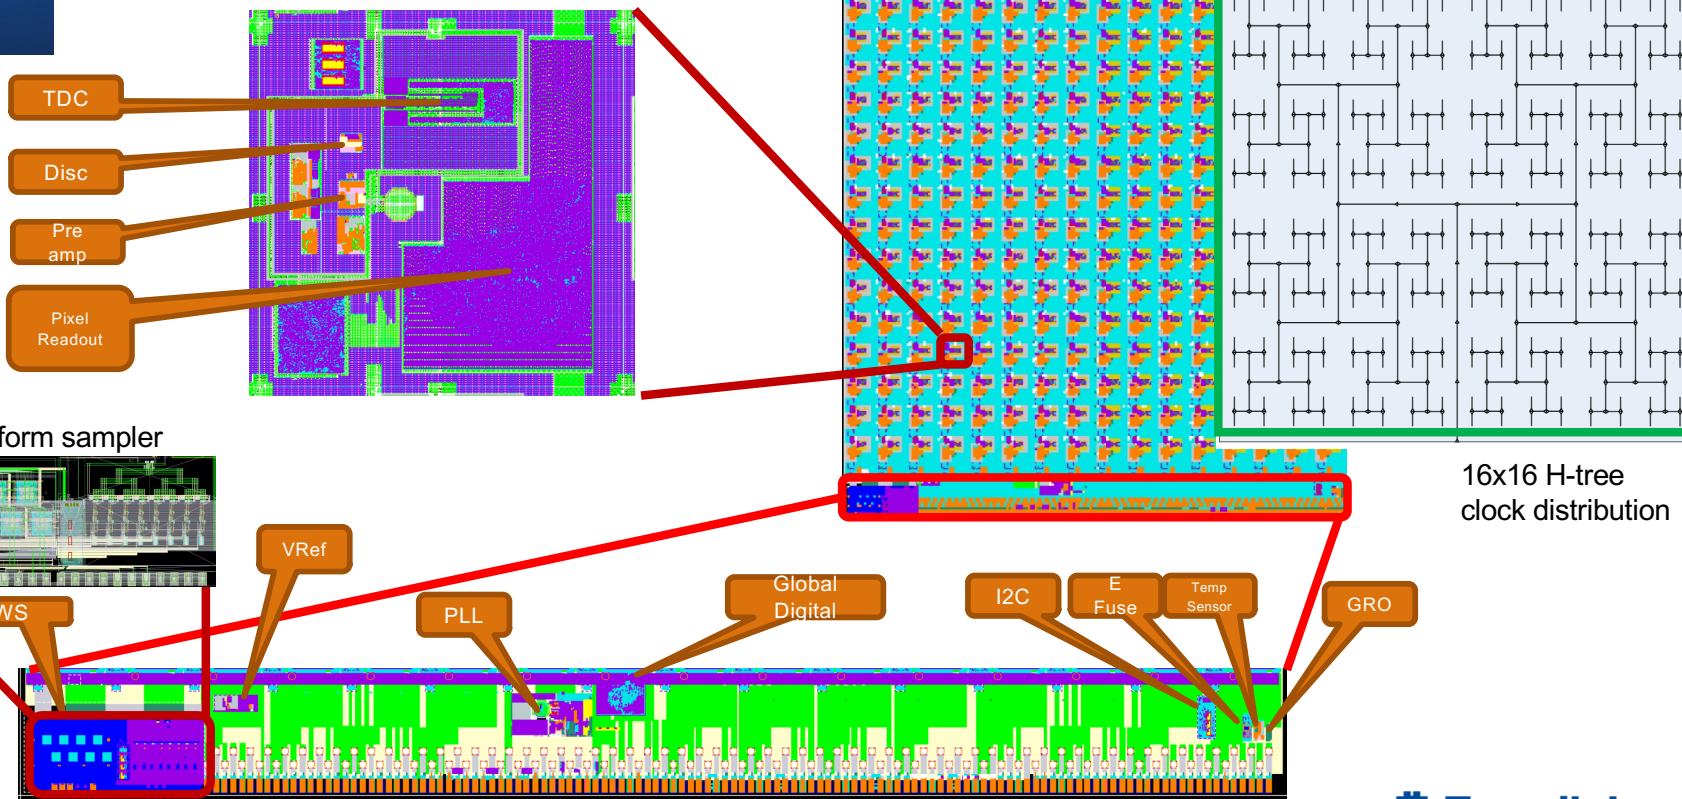 TDC
Disc
Pre
amp
Pixel
Readout
form sampler
16x16 H-tree
clock distribution
WS
VRef
PLL
Global
Digital
I2C
E
Fuse
Temp
Sensor
GRO